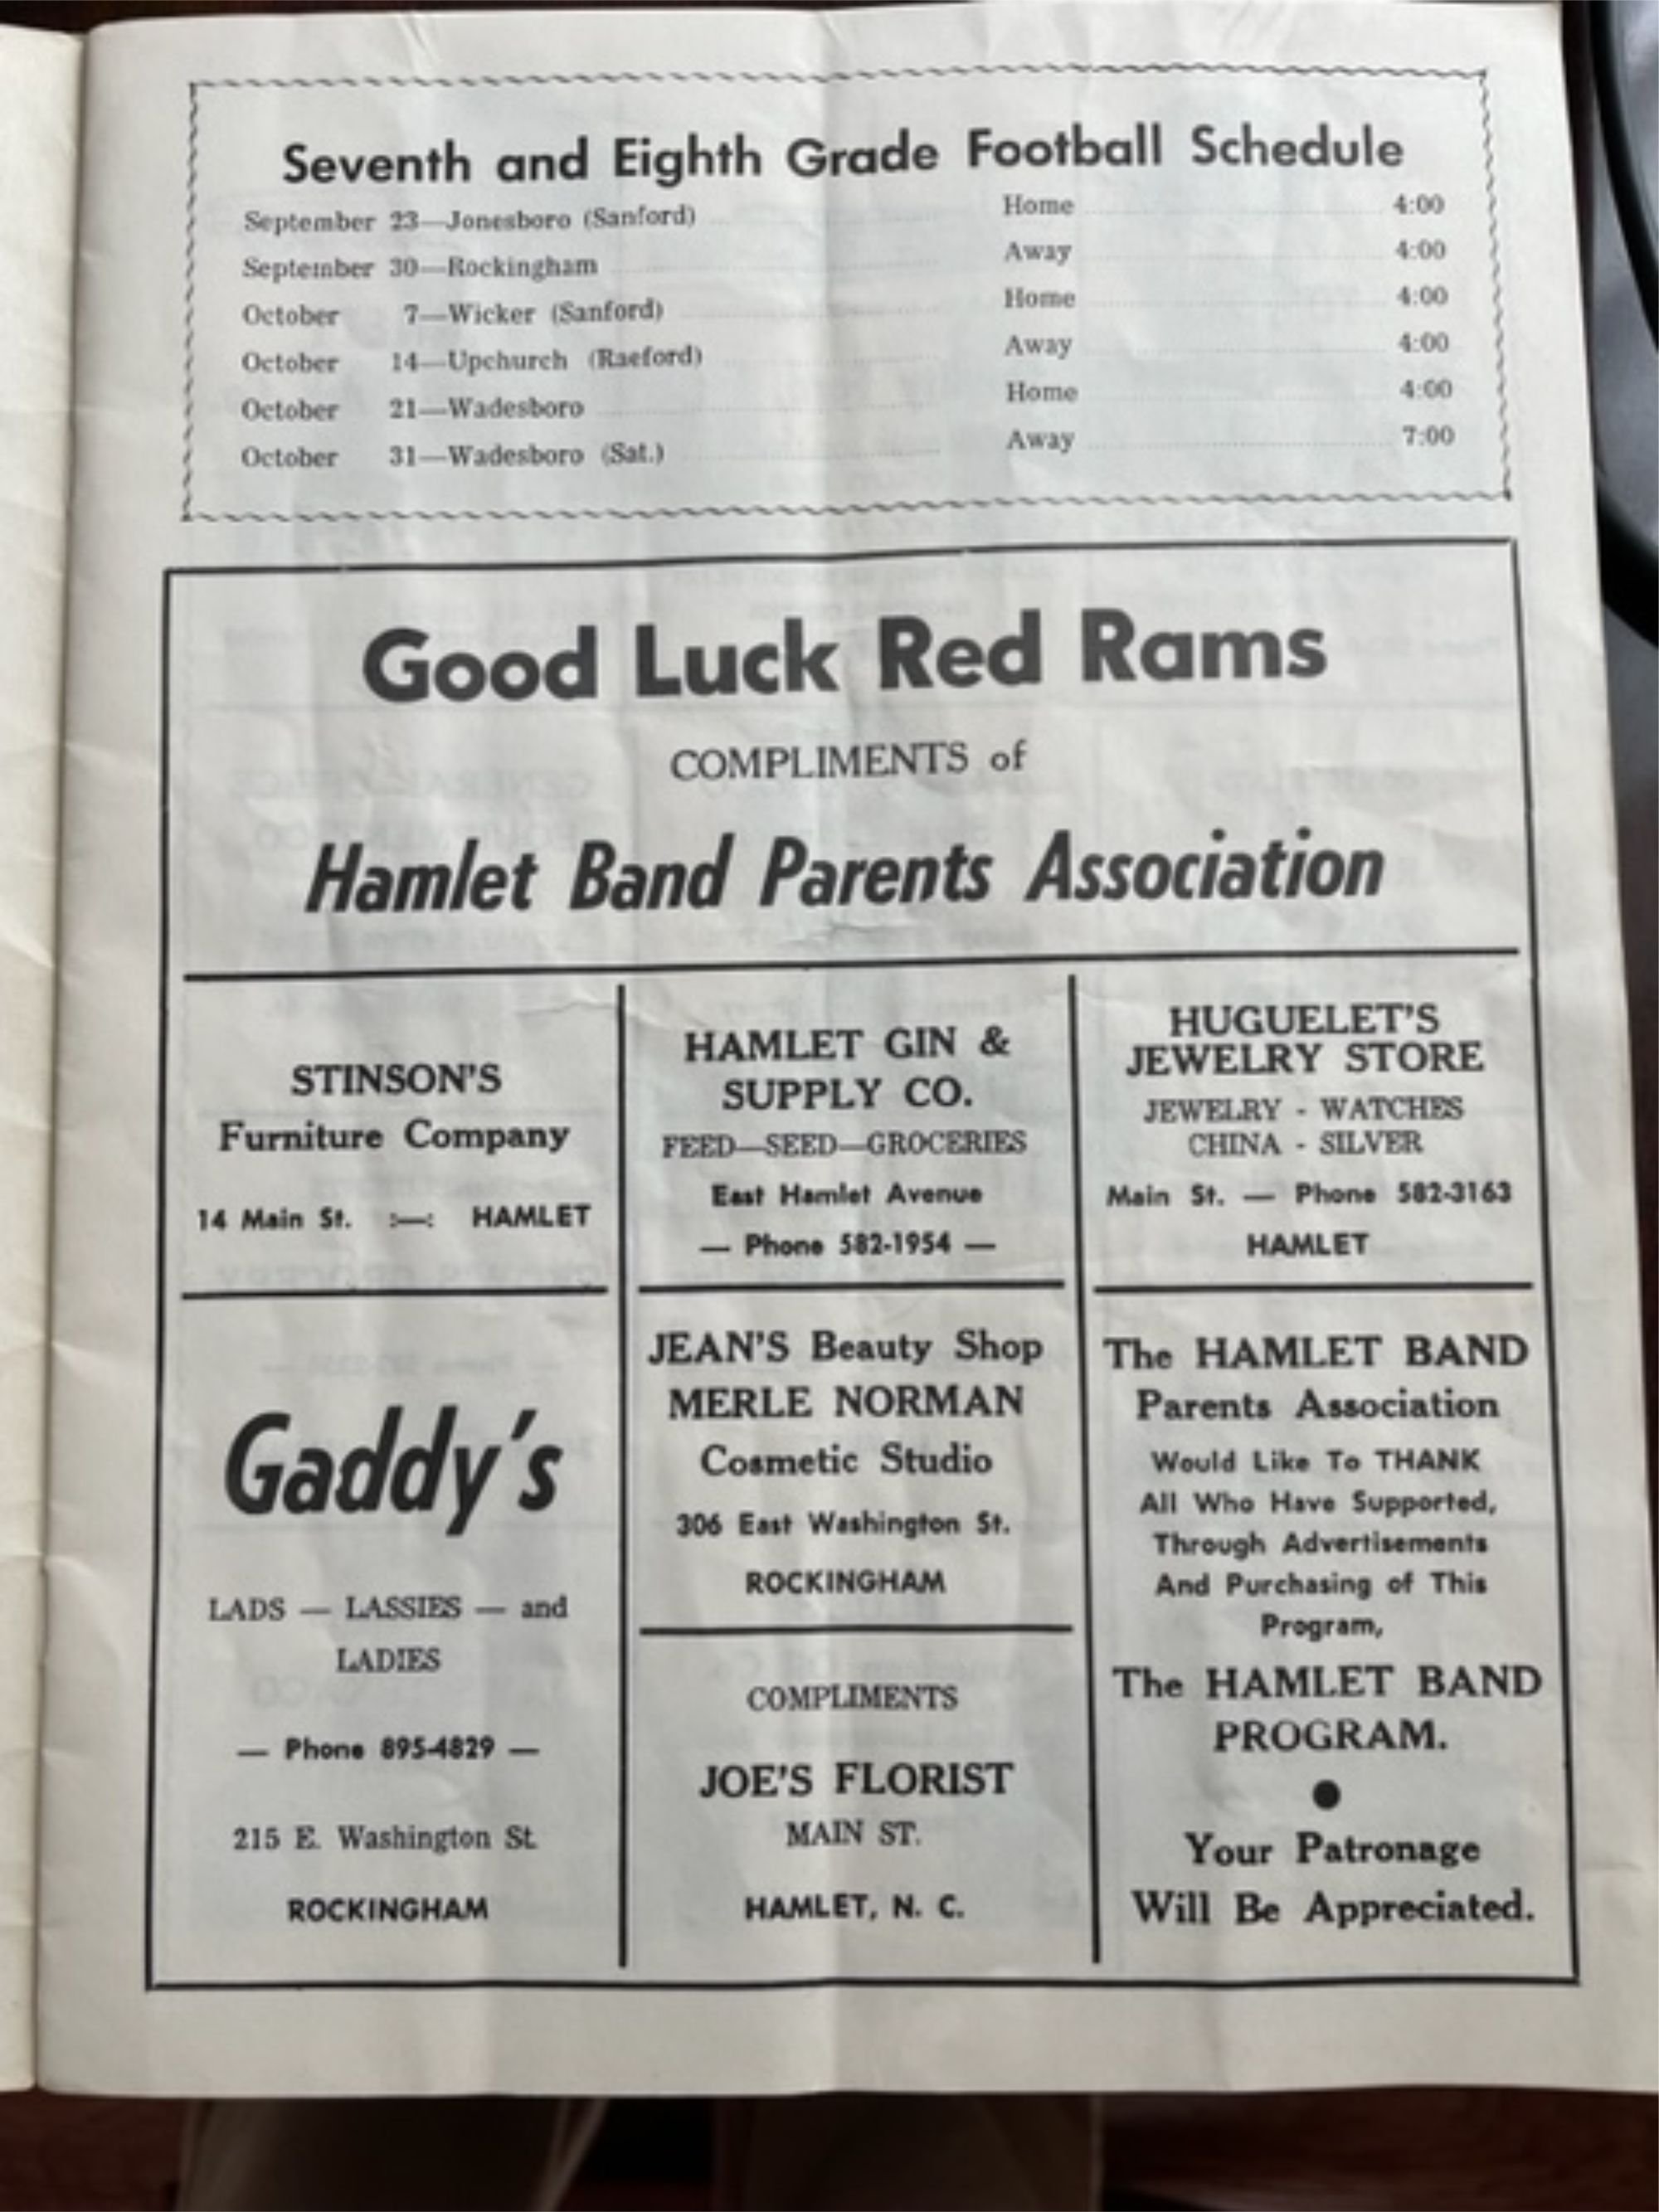 Seventh and Eighth Grade Football Schedule
September 23—Jonesboro (Sanford) Home 4:00
September 30—Rockingham Away 4:00
October 7—Wicker (Sanford) Home 4:00
October 14—Upchurch (Raeford) Away 4:00
October 21—Wadesboro Home 4:00
October 31—Wadesboro (Sat.) Away 7:00
Good Luck Red Rams
COMPLIMENTS of
Hamlet Band Parents Association
STINSON'S
Furniture Company
14 Main St. :—: HAMLET
HAMLET GIN &
SUPPLY CO.
FEED—SEED—GROCERIES
East Hamlet Avenue
— Phone 582-1954 —
HUGUELET'S
JEWELRY STORE
JEWELRY - WATCHES
CHINA - SILVER
Main St. — Phone 582-3163
HAMLET
Gaddy's
LADS — LASSIES — and
LADIES
— Phone 895-4829 —
215 E. Washington St.
ROCKINGHAM
JEAN'S Beauty Shop
MERLE NORMAN
Cosmetic Studio
306 East Washington St.
ROCKINGHAM
COMPLIMENTS
JOE'S FLORIST
MAIN ST.
HAMLET, N. C.
The HAMLET BAND
Parents Association
Would Like To THANK
All Who Have Supported,
Through Advertisements
And Purchasing of This
Program,
The HAMLET BAND
PROGRAM.
●
Your Patronage
Will Be Appreciated.